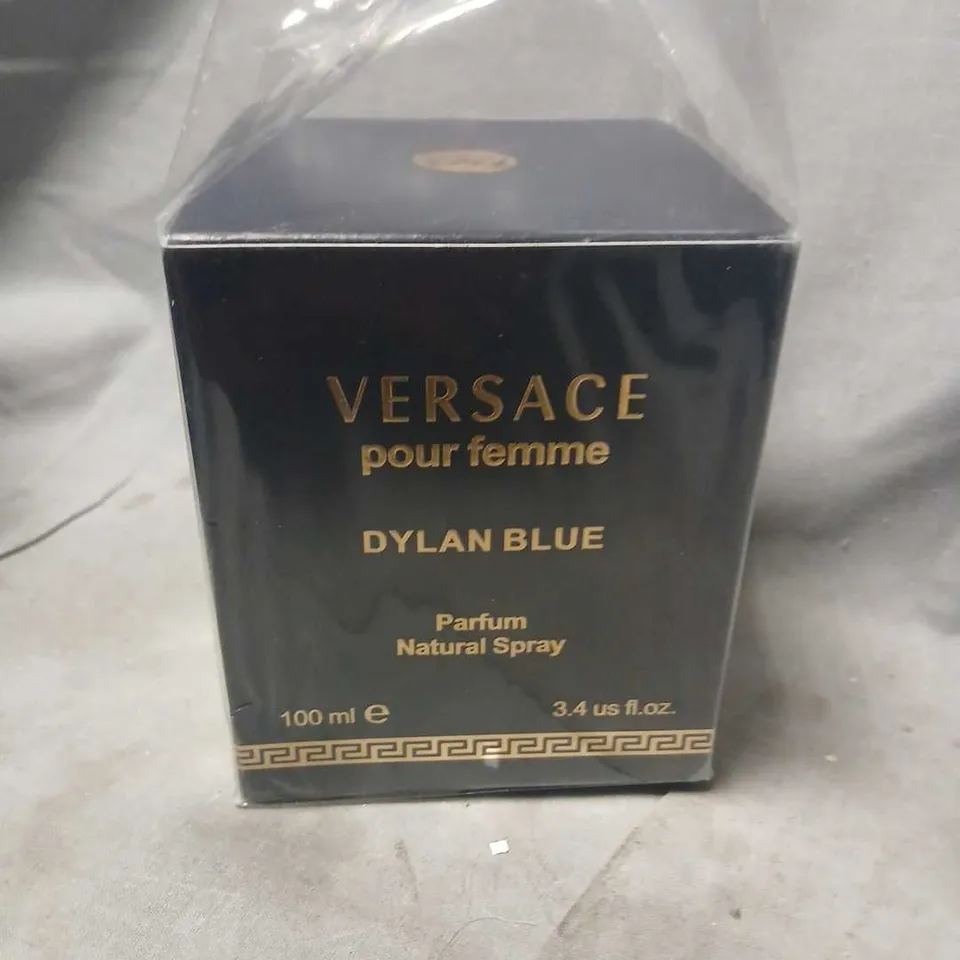 VERSACE
pour femme
DYLAN BLUE
Parfum
Natural Spray
100 ml e 3.4 us fl.oz.